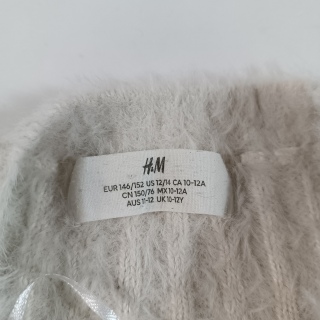 H&M
EUR 146/152 US 12/14 CA 10-12A
CN 150/76 MX 10-12A
AUS 11-12 UK 10-12Y